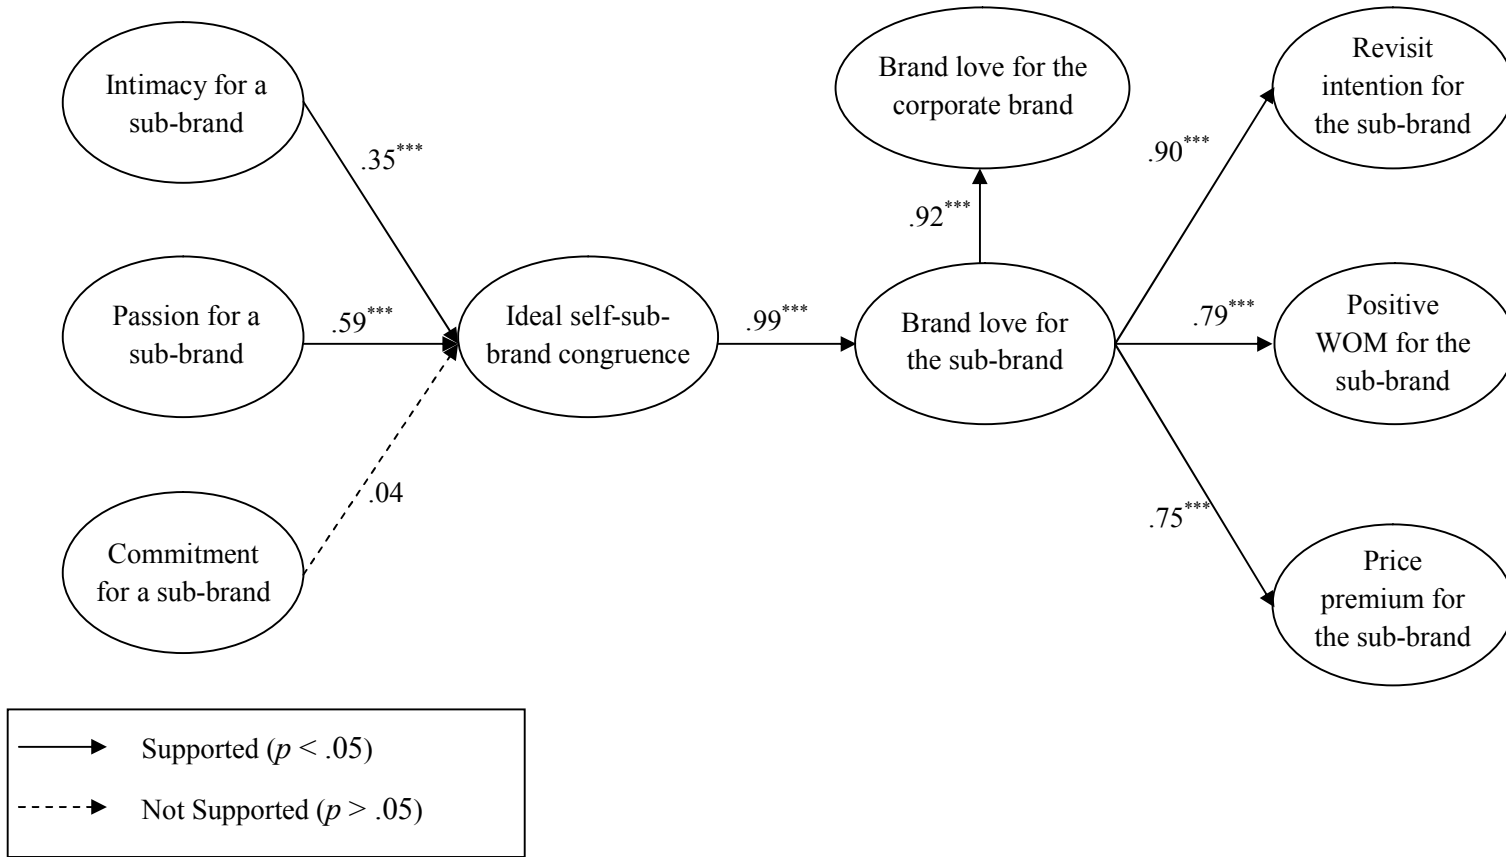 Intimacy for a
sub-brand
.35***
Passion for a
sub-brand
.59***
Commitment
for a sub-brand
.04
Ideal self-sub-
brand congruence
.99***
Brand love for the
corporate brand
.92***
Brand love for
the sub-brand
.90***
Revisit
intention for
the sub-brand
.79***
Positive
WOM for the
sub-brand
.75***
Price
premium for
the sub-brand
Supported (p < .05)
Not Supported (p > .05)